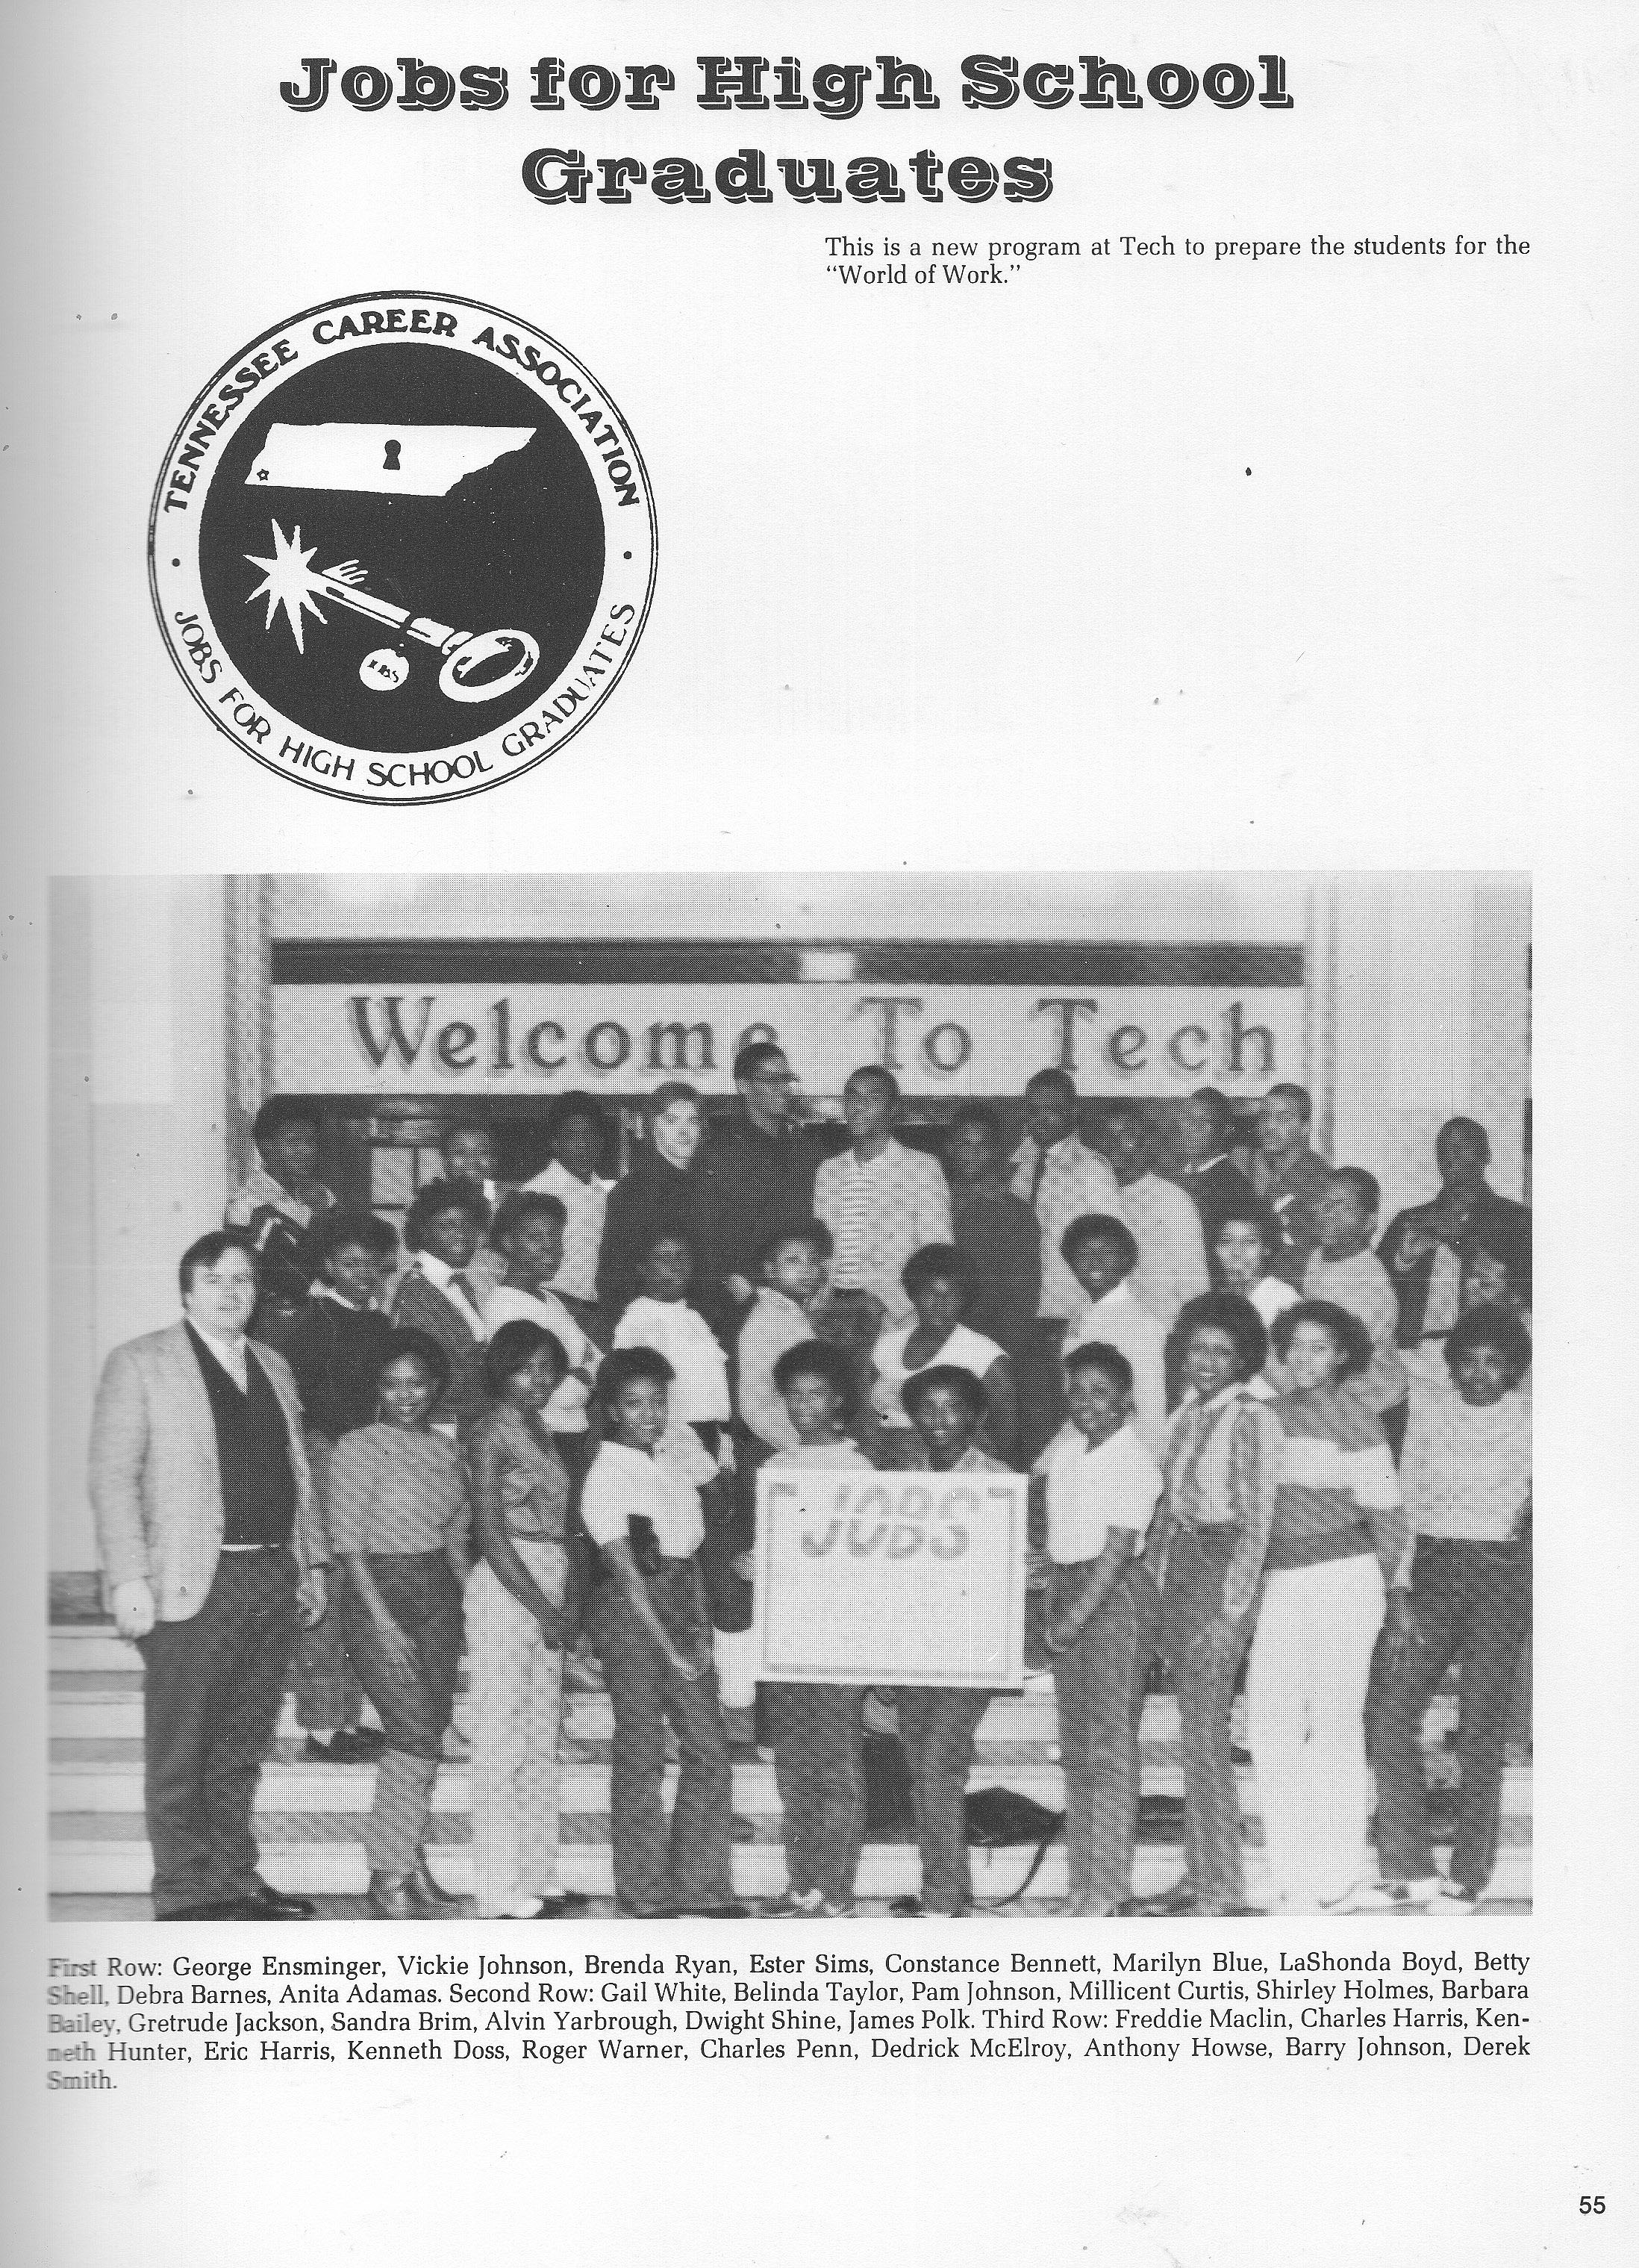 Jobs for High School
Graduates
This is a new program at Tech to prepare the students for the
“World of Work.”
TENNESSEE CAREER ASSOCIATION
JOBS
JOBS FOR HIGH SCHOOL GRADUATES
Welcome To Tech
JOBS
First Row: George Ensminger, Vickie Johnson, Brenda Ryan, Ester Sims, Constance Bennett, Marilyn Blue, LaShonda Boyd, Betty
Shell, Debra Barnes, Anita Adamas. Second Row: Gail White, Belinda Taylor, Pam Johnson, Millicent Curtis, Shirley Holmes, Barbara
Bailey, Gretrude Jackson, Sandra Brim, Alvin Yarbrough, Dwight Shine, James Polk. Third Row: Freddie Maclin, Charles Harris, Ken-
neth Hunter, Eric Harris, Kenneth Doss, Roger Warner, Charles Penn, Dedrick McElroy, Anthony Howse, Barry Johnson, Derek
Smith.
55